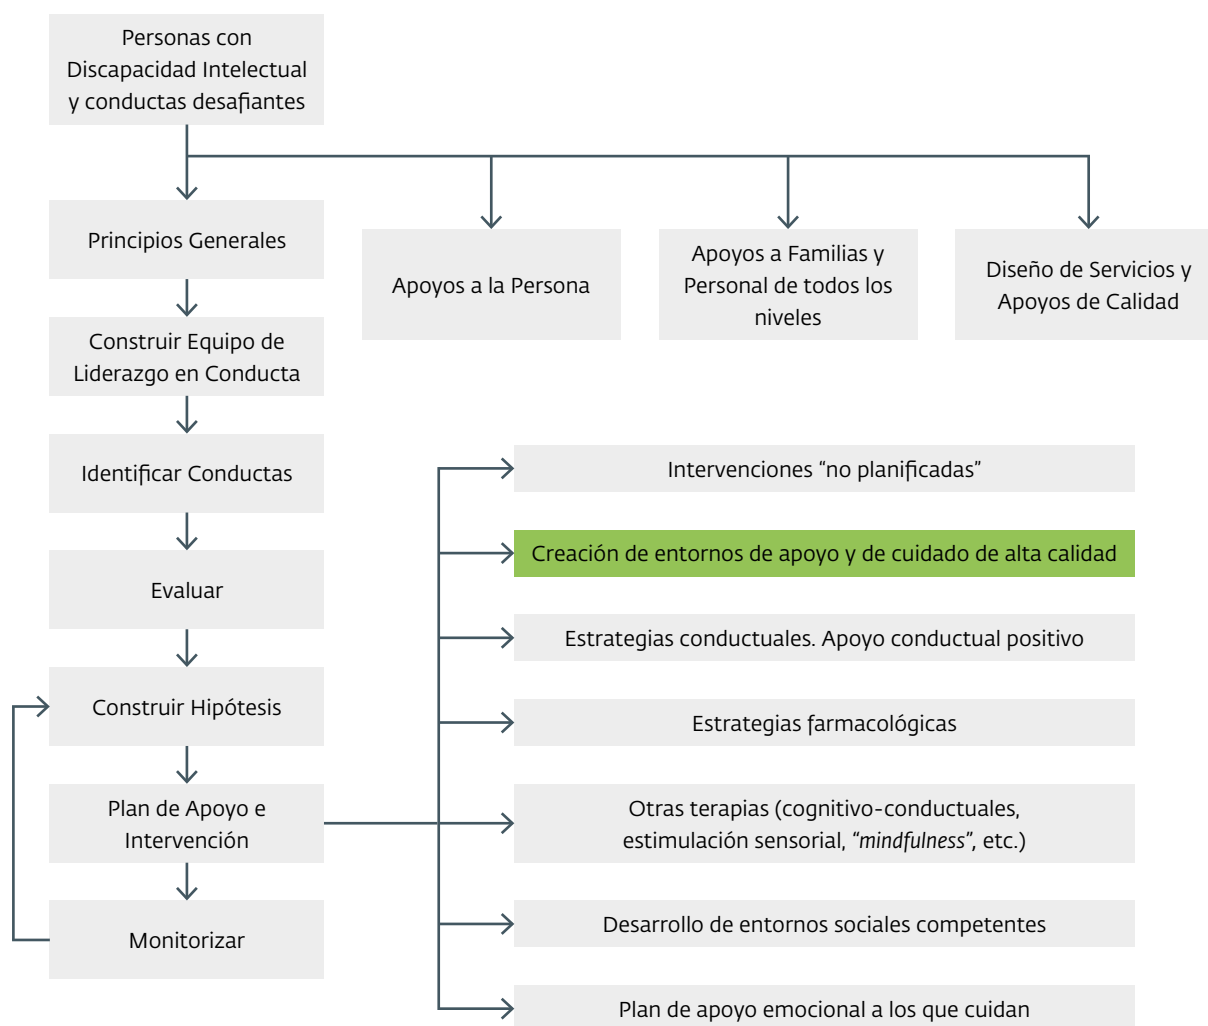 Personas con
Discapacidad Intelectual
y conductas desafiantes
Principios Generales
Apoyos a la Persona
Apoyos a Familias y
Personal de todos los
niveles
Diseño de Servicios y
Apoyos de Calidad
Construir Equipo de
Liderazgo en Conducta
Identificar Conductas
Evaluar
Construir Hipótesis
Plan de Apoyo e
Intervención
Monitorizar
Intervenciones “no planificadas”
Creación de entornos de apoyo y de cuidado de alta calidad
Estrategias conductuales. Apoyo conductual positivo
Estrategias farmacológicas
Otras terapias (cognitivo-conductuales,
estimulación sensorial, “mindfulness”, etc.)
Desarrollo de entornos sociales competentes
Plan de apoyo emocional a los que cuidan